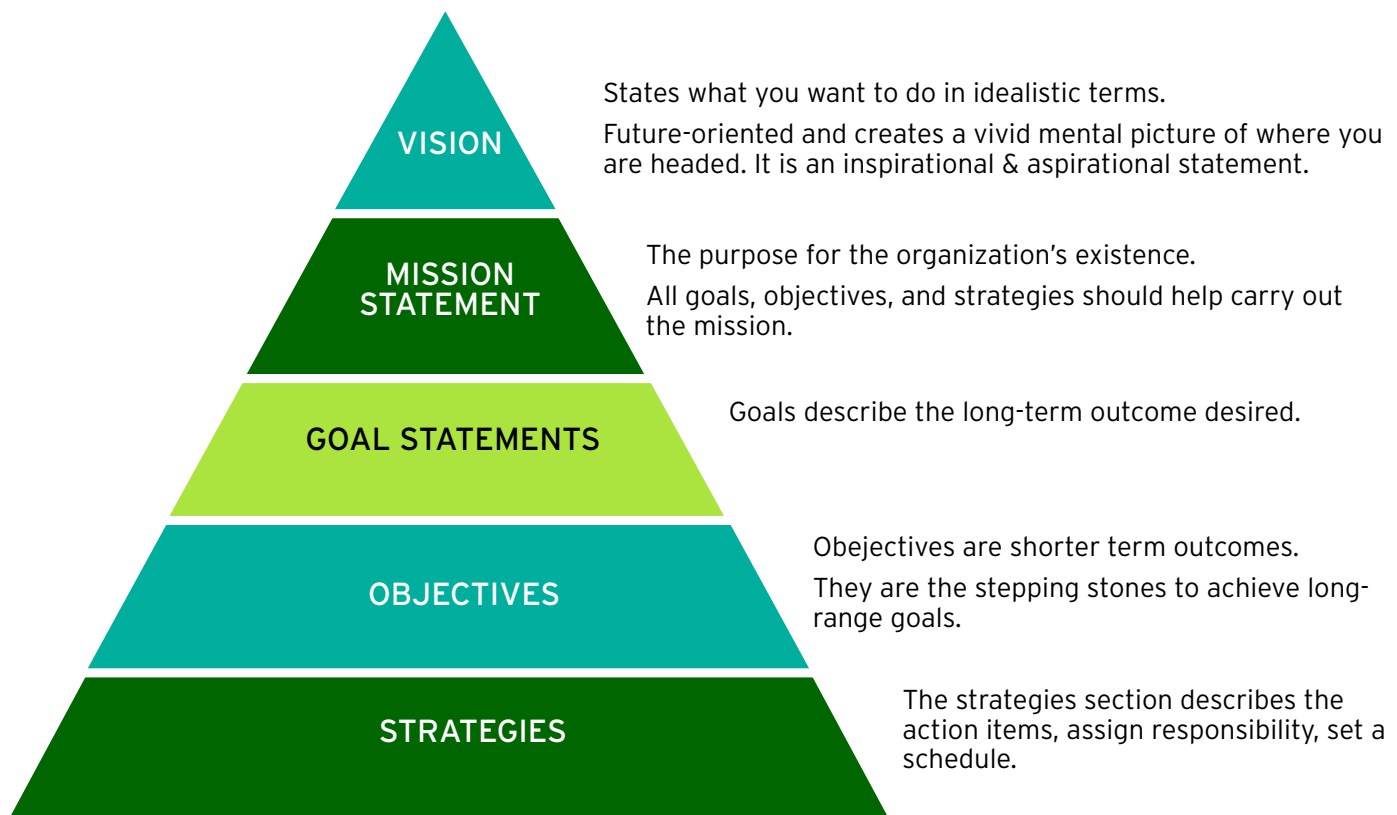 VISION
States what you want to do in idealistic terms.
Future-oriented and creates a vivid mental picture of where you
are headed. It is an inspirational & aspirational statement.
MISSION
STATEMENT
The purpose for the organization's existence.
All goals, objectives, and strategies should help carry out
the mission.
GOAL STATEMENTS
Goals describe the long-term outcome desired.
OBJECTIVES
Obejectives are shorter term outcomes.
They are the stepping stones to achieve long-
range goals.
STRATEGIES
The strategies section describes the
action items, assign responsibility, set a
schedule.